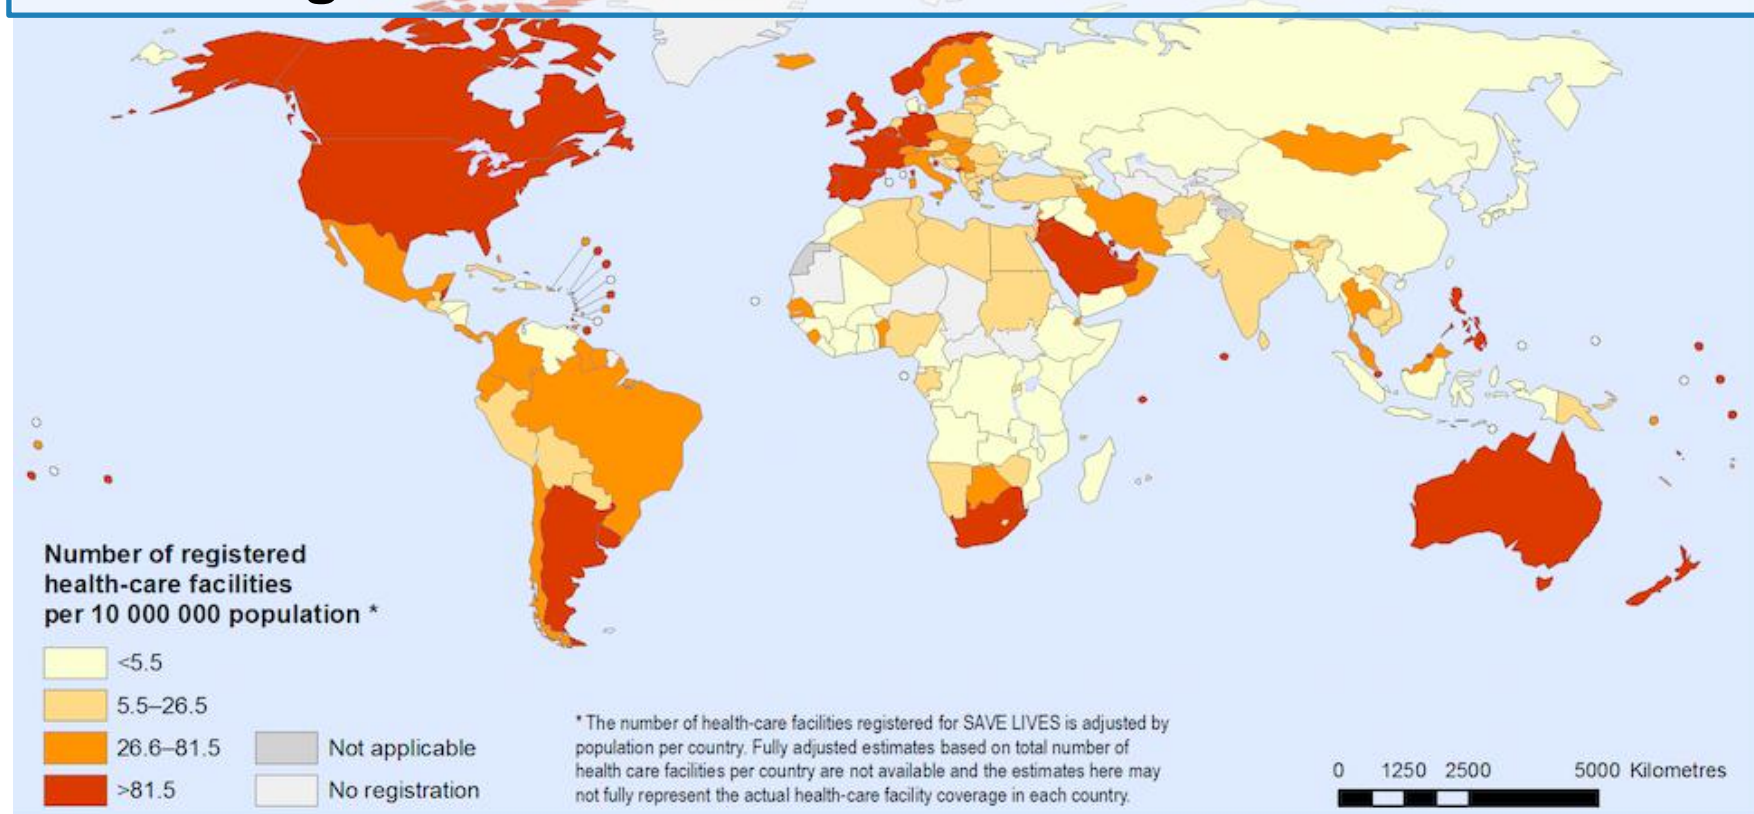 Number of registered
health-care facilities
per 10 000 000 population *
<5.5
5.5–26.5
26.6–81.5
>81.5
Not applicable
No registration
* The number of health-care facilities registered for SAVE LIVES is adjusted by
population per country. Fully adjusted estimates based on total number of
health care facilities per country are not available and the estimates here may
not fully represent the actual health-care facility coverage in each country.
0 1250 2500 5000 Kilometres